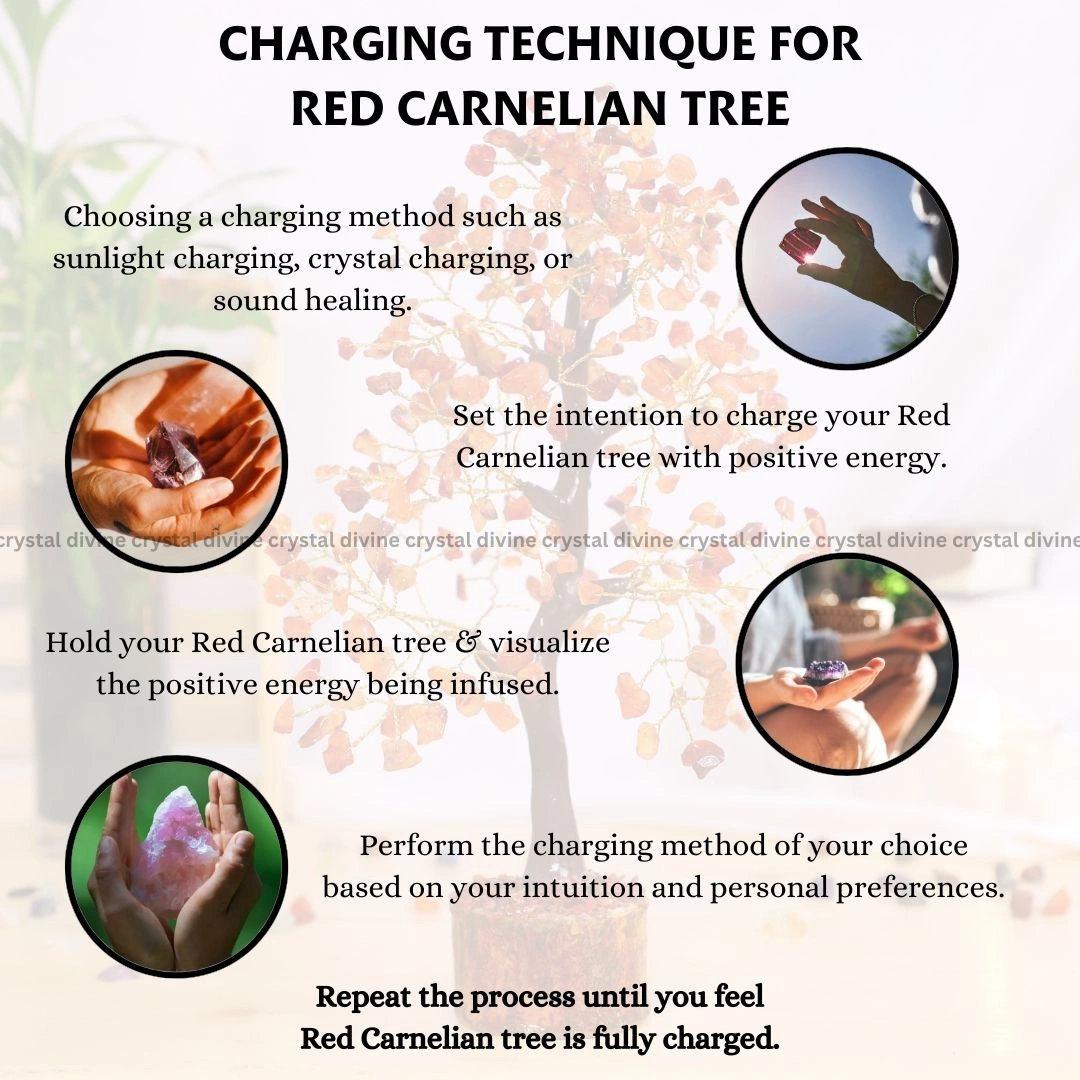 CHARGING TECHNIQUE FOR
RED CARNELIAN TREE
Choosing a charging method such as
sunlight charging, crystal charging, or
sound healing.
Set the intention to charge your Red
Carnelian tree with positive energy.
crystal divine crystal divine crystal divine crystal divine crystal divine crystal divine crystal divine crystal divine
Hold your Red Carnelian tree & visualize
the positive energy being infused.
Perform the charging method of your choice
based on your intuition and personal preferences.
Repeat the process until you feel
Red Carnelian tree is fully charged.